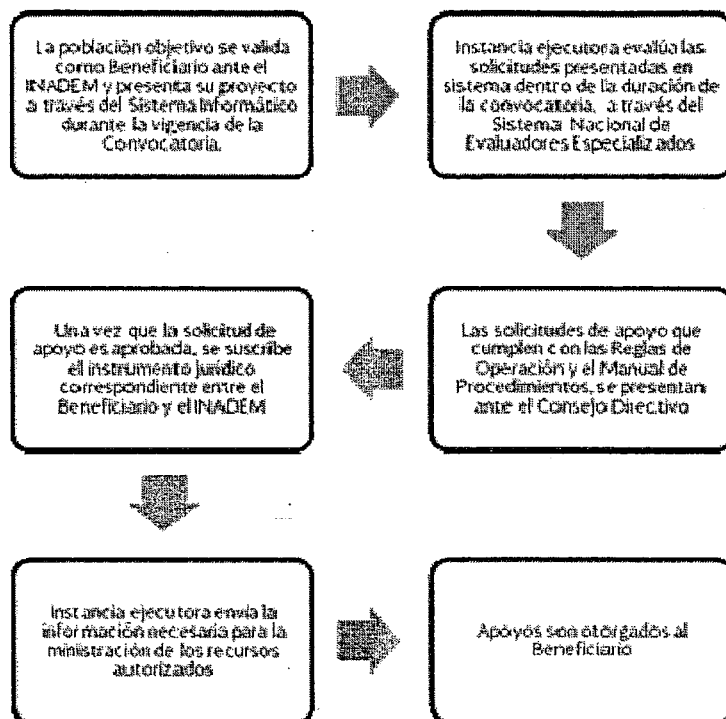 La población objetivo se valida
como Beneficiario ante el
INADEM y presenta su proyecto
a través del Sistema Informático
durante la vigencia de la
Convocatoria.
Instancia ejecutora evalúa las
solicitudes presentadas en
sistema dentro de la duración de
la convocatoria, a través del
Sistema Nacional de
Evaluadores Especializados
Las solicitudes de apoyo que
cumplen con las Reglas de
Operación y el Manual de
Procedimientos, se presentan
ante el Consejo Directivo
Una vez que la solicitud de
apoyo es aprobada, se suscribe
el instrumento jurídico
correspondiente entre el
Beneficiario y el INADEM
Instancia ejecutora envía la
información necesaria para la
ministración de los recursos
autorizados
Apoyos son otorgados al
Beneficiario